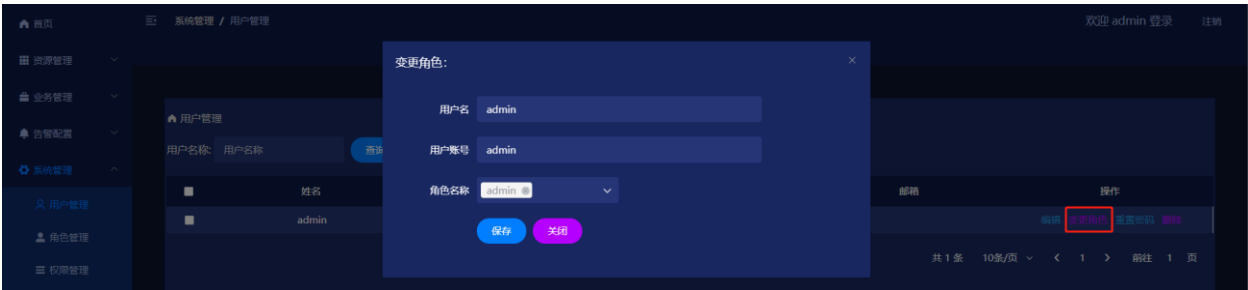 首页
系统管理 / 用户管理
欢迎 admin 登录
注销
资源管理
业务管理
告警配置
系统管理
用户管理
角色管理
权限管理
用户管理
用户名称:
用户名称
查询
姓名
邮箱
操作
admin
编辑 变更角色 重置密码 删除
共 1 条
10条/页
1
前往 1 页
变更角色:
用户名
admin
用户账号
admin
角色名称
admin
保存
关闭